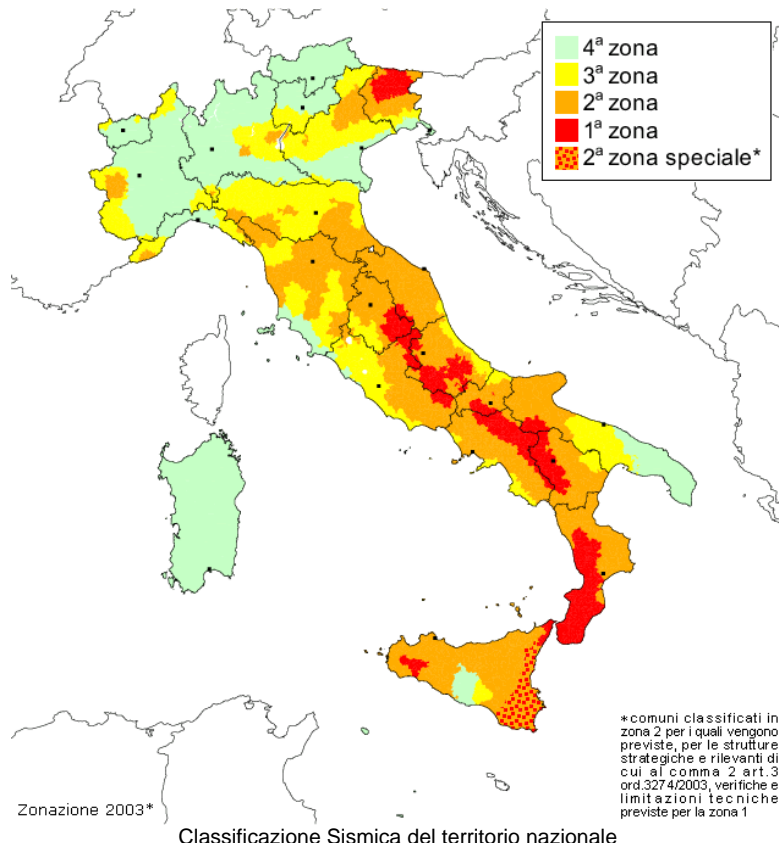 4ª zona
3ª zona
2ª zona
1ª zona
2ª zona speciale*
*comuni classificati in
zona 2 per i quali vengono
previste, per le strutture
strategiche e rilevanti di
cui al comma 2 art.3
ord.3274/2003, verifiche e
limitazioni tecniche
previste per la zona 1
Zonazione 2003*
Classificazione Sismica del territorio nazionale